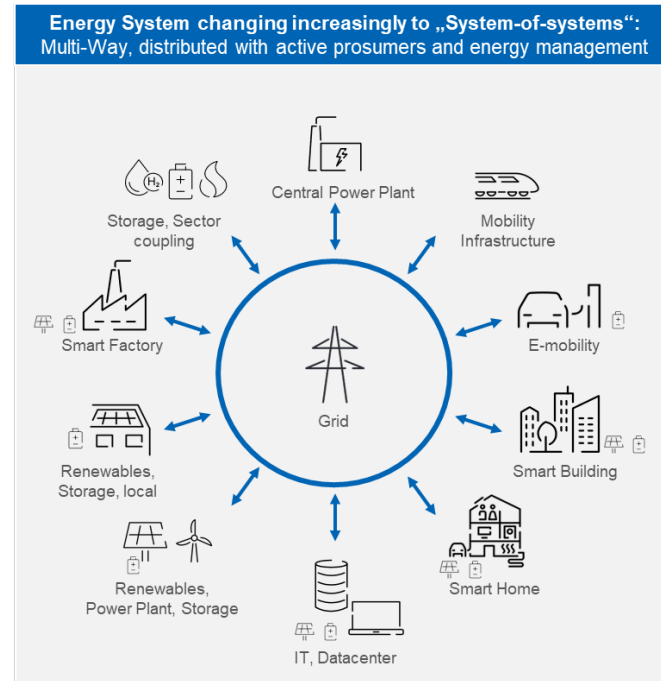 Energy System changing increasingly to „System-of-systems“:
Multi-Way, distributed with active prosumers and energy management
Central Power Plant
H₂
Storage, Sector
coupling
Mobility
Infrastructure
Smart Factory
E-mobility
Grid
Renewables,
Storage, local
Smart Building
Renewables,
Power Plant, Storage
Smart Home
IT, Datacenter